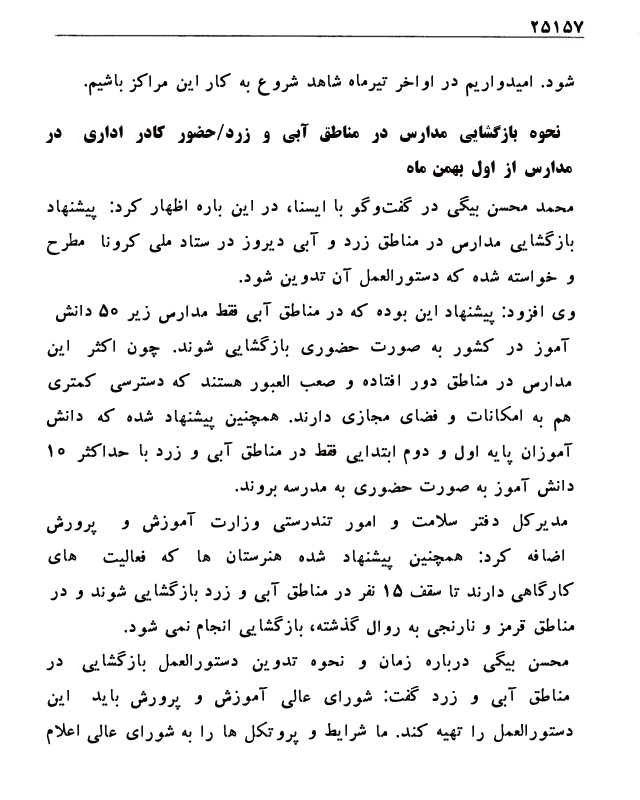 ۲۵۱۵۷
شود. امیدواریم در اواخر تیرماه شاهد شروع به کار این مراکز باشیم.
نحوه بازگشایی مدارس در مناطق آبی و زرد/حضور کادر اداری در
مدارس از اول بهمن ماه
محمد محسن بیگی در گفت‌وگو با ایسنا، در این باره اظهار کرد: پیشنهاد
بازگشایی مدارس در مناطق زرد و آبی دیروز در ستاد ملی کرونا مطرح
و خواسته شده که دستورالعمل آن تدوین شود.
وی افزود: پیشنهاد این بوده که در مناطق آبی فقط مدارس زیر ۵۰ دانش
آموز در کشور به صورت حضوری بازگشایی شوند. چون اکثر این
مدارس در مناطق دور افتاده و صعب العبور هستند که دسترسی کمتری
هم به امکانات و فضای مجازی دارند. همچنین پیشنهاد شده که دانش
آموزان پایه اول و دوم ابتدایی فقط در مناطق آبی و زرد با حداکثر ۱۰
دانش آموز به صورت حضوری به مدرسه بروند.
مدیرکل دفتر سلامت و امور تندرستی وزارت آموزش و پرورش
اضافه کرد: همچنین پیشنهاد شده هنرستان ها که فعالیت های
کارگاهی دارند تا سقف ۱۵ نفر در مناطق آبی و زرد بازگشایی شوند و در
مناطق قرمز و نارنجی به روال گذشته، بازگشایی انجام نمی شود.
محسن بیگی درباره زمان و نحوه تدوین دستورالعمل بازگشایی در
مناطق آبی و زرد گفت: شورای عالی آموزش و پرورش باید این
دستورالعمل را تهیه کند. ما شرایط و پروتکل ها را به شورای عالی اعلام